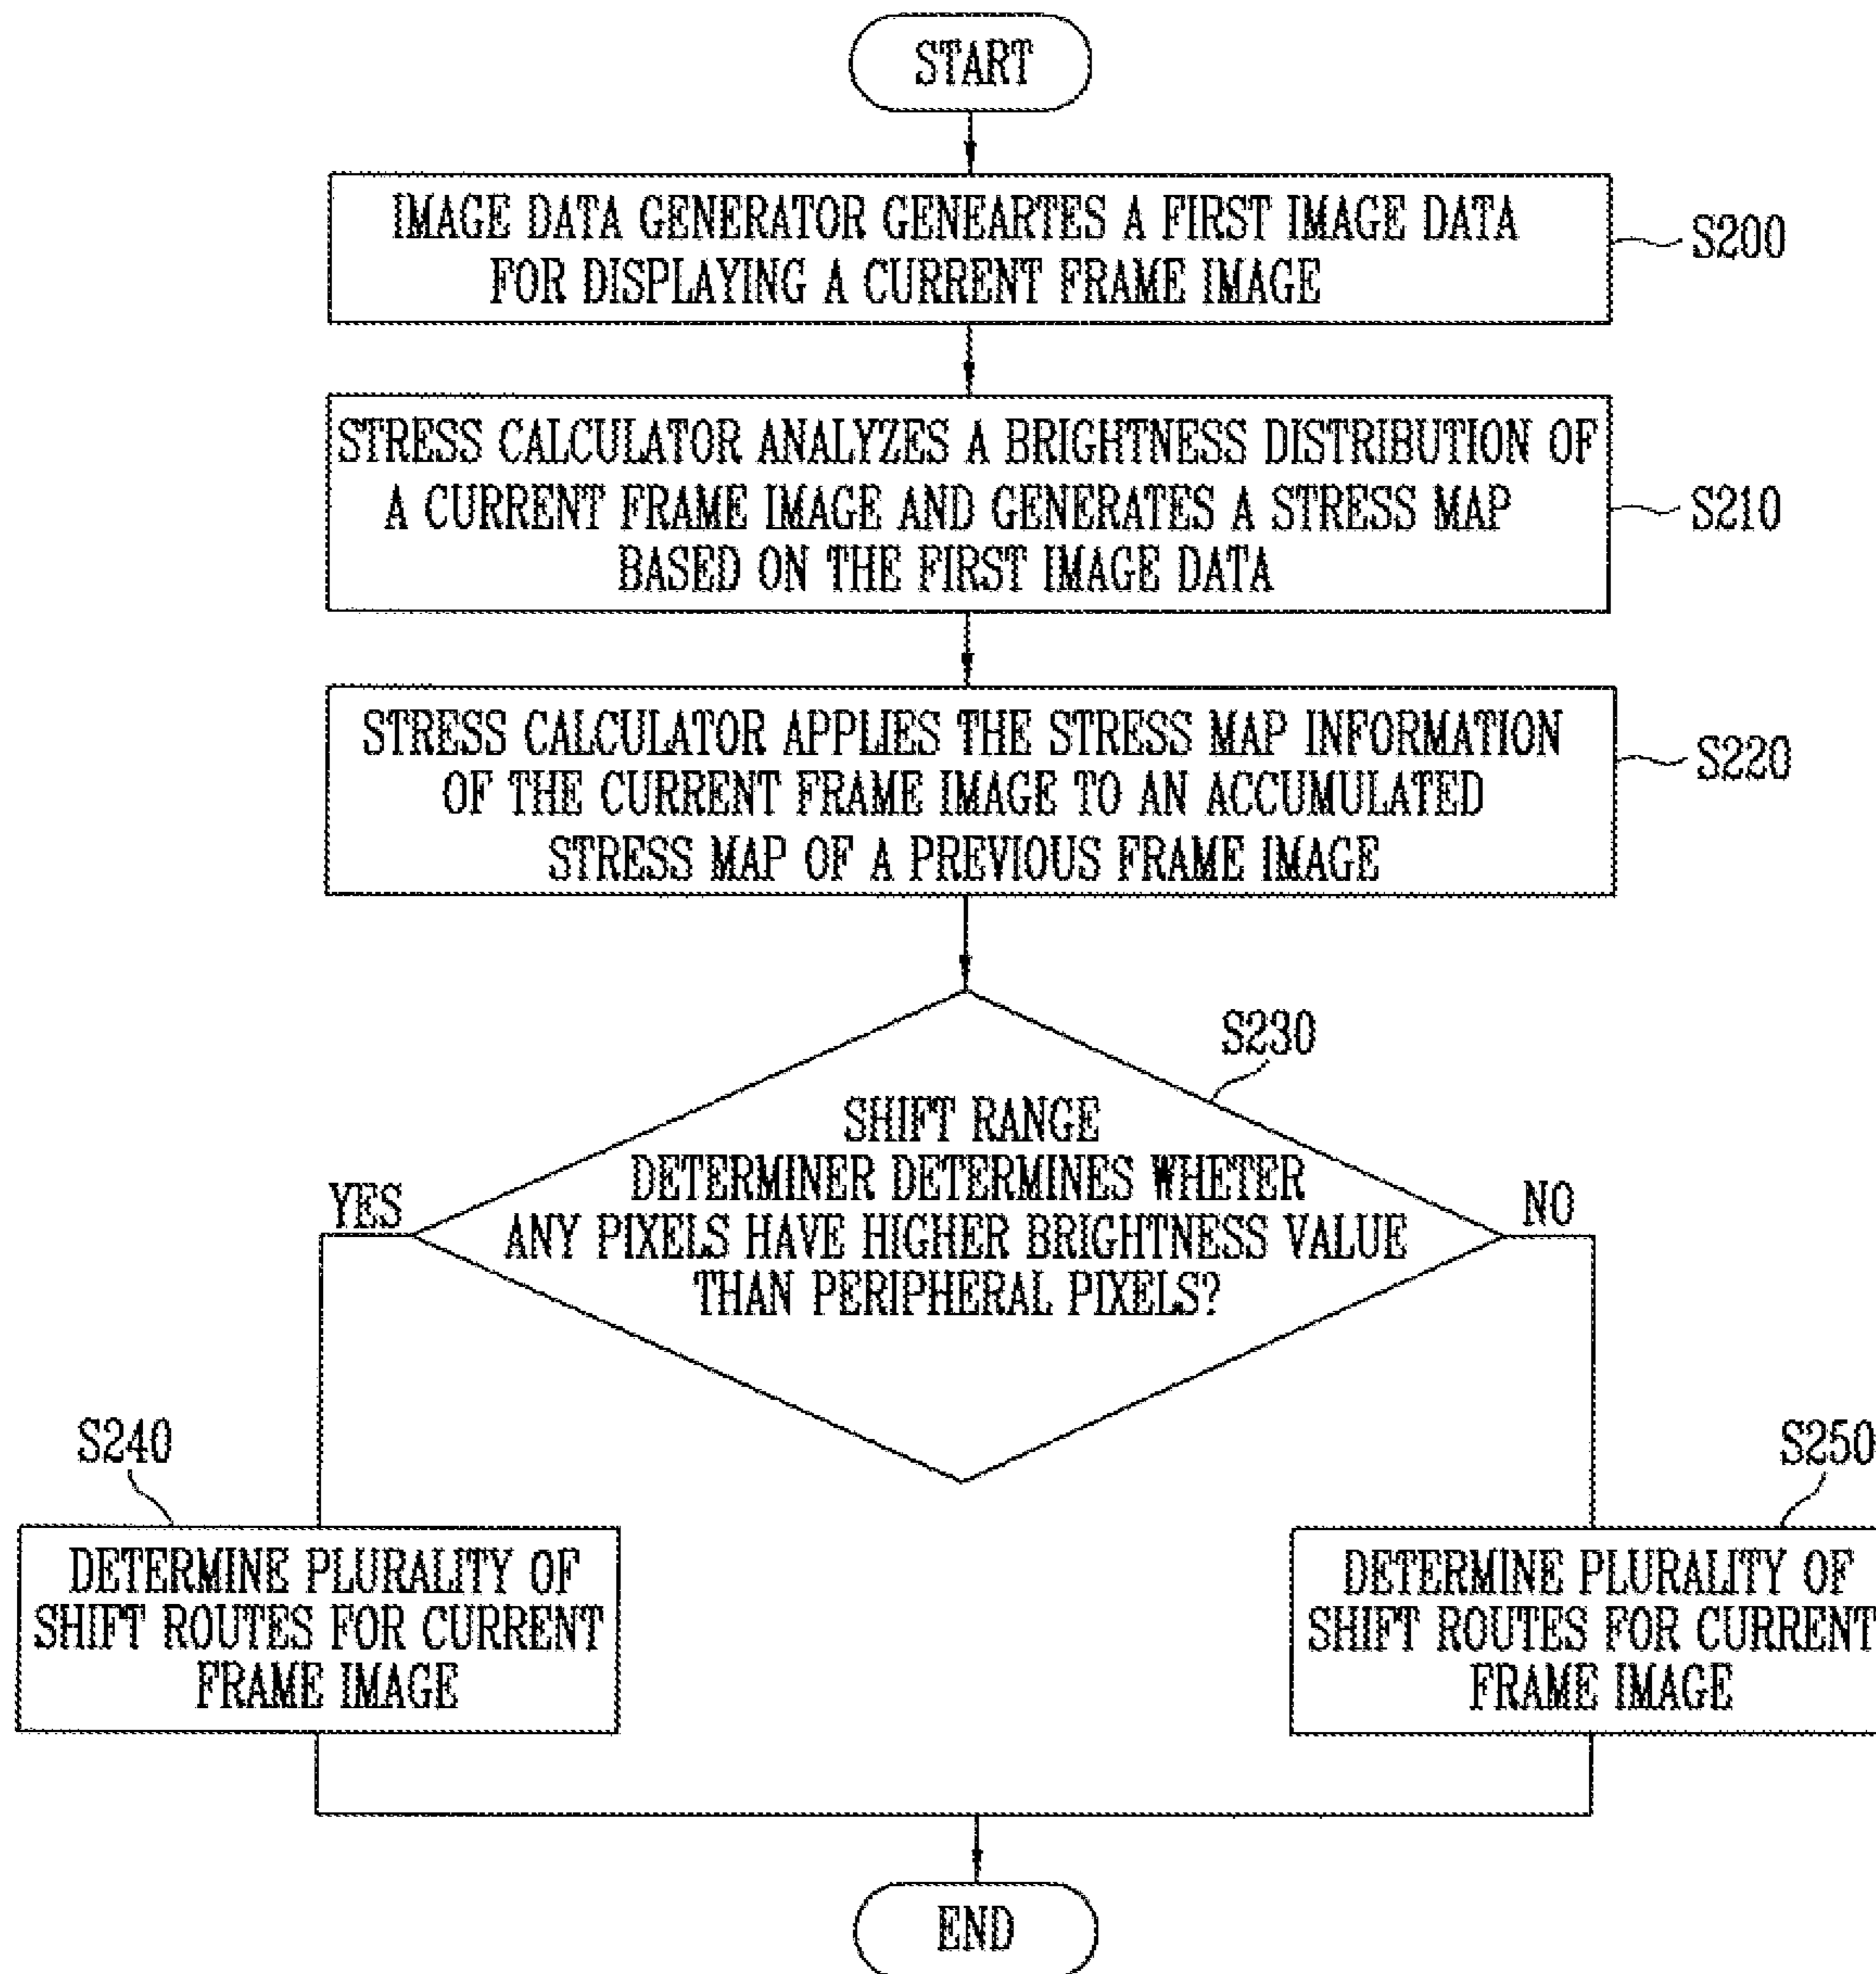 START
IMAGE DATA GENERATOR GENEARTES A FIRST IMAGE DATA
FOR DISPLAYING A CURRENT FRAME IMAGE
S200
STRESS CALCULATOR ANALYZES A BRIGHTNESS DISTRIBUTION OF
A CURRENT FRAME IMAGE AND GENERATES A STRESS MAP
BASED ON THE FIRST IMAGE DATA
S210
STRESS CALCULATOR APPLIES THE STRESS MAP INFORMATION
OF THE CURRENT FRAME IMAGE TO AN ACCUMULATED
STRESS MAP OF A PREVIOUS FRAME IMAGE
S220
S230
SHIFT RANGE
DETERMINER DETERMINES WHETER
ANY PIXELS HAVE HIGHER BRIGHTNESS VALUE
THAN PERIPHERAL PIXELS?
YES
NO
S240
DETERMINE PLURALITY OF
SHIFT ROUTES FOR CURRENT
FRAME IMAGE
S250
DETERMINE PLURALITY OF
SHIFT ROUTES FOR CURRENT
FRAME IMAGE
END